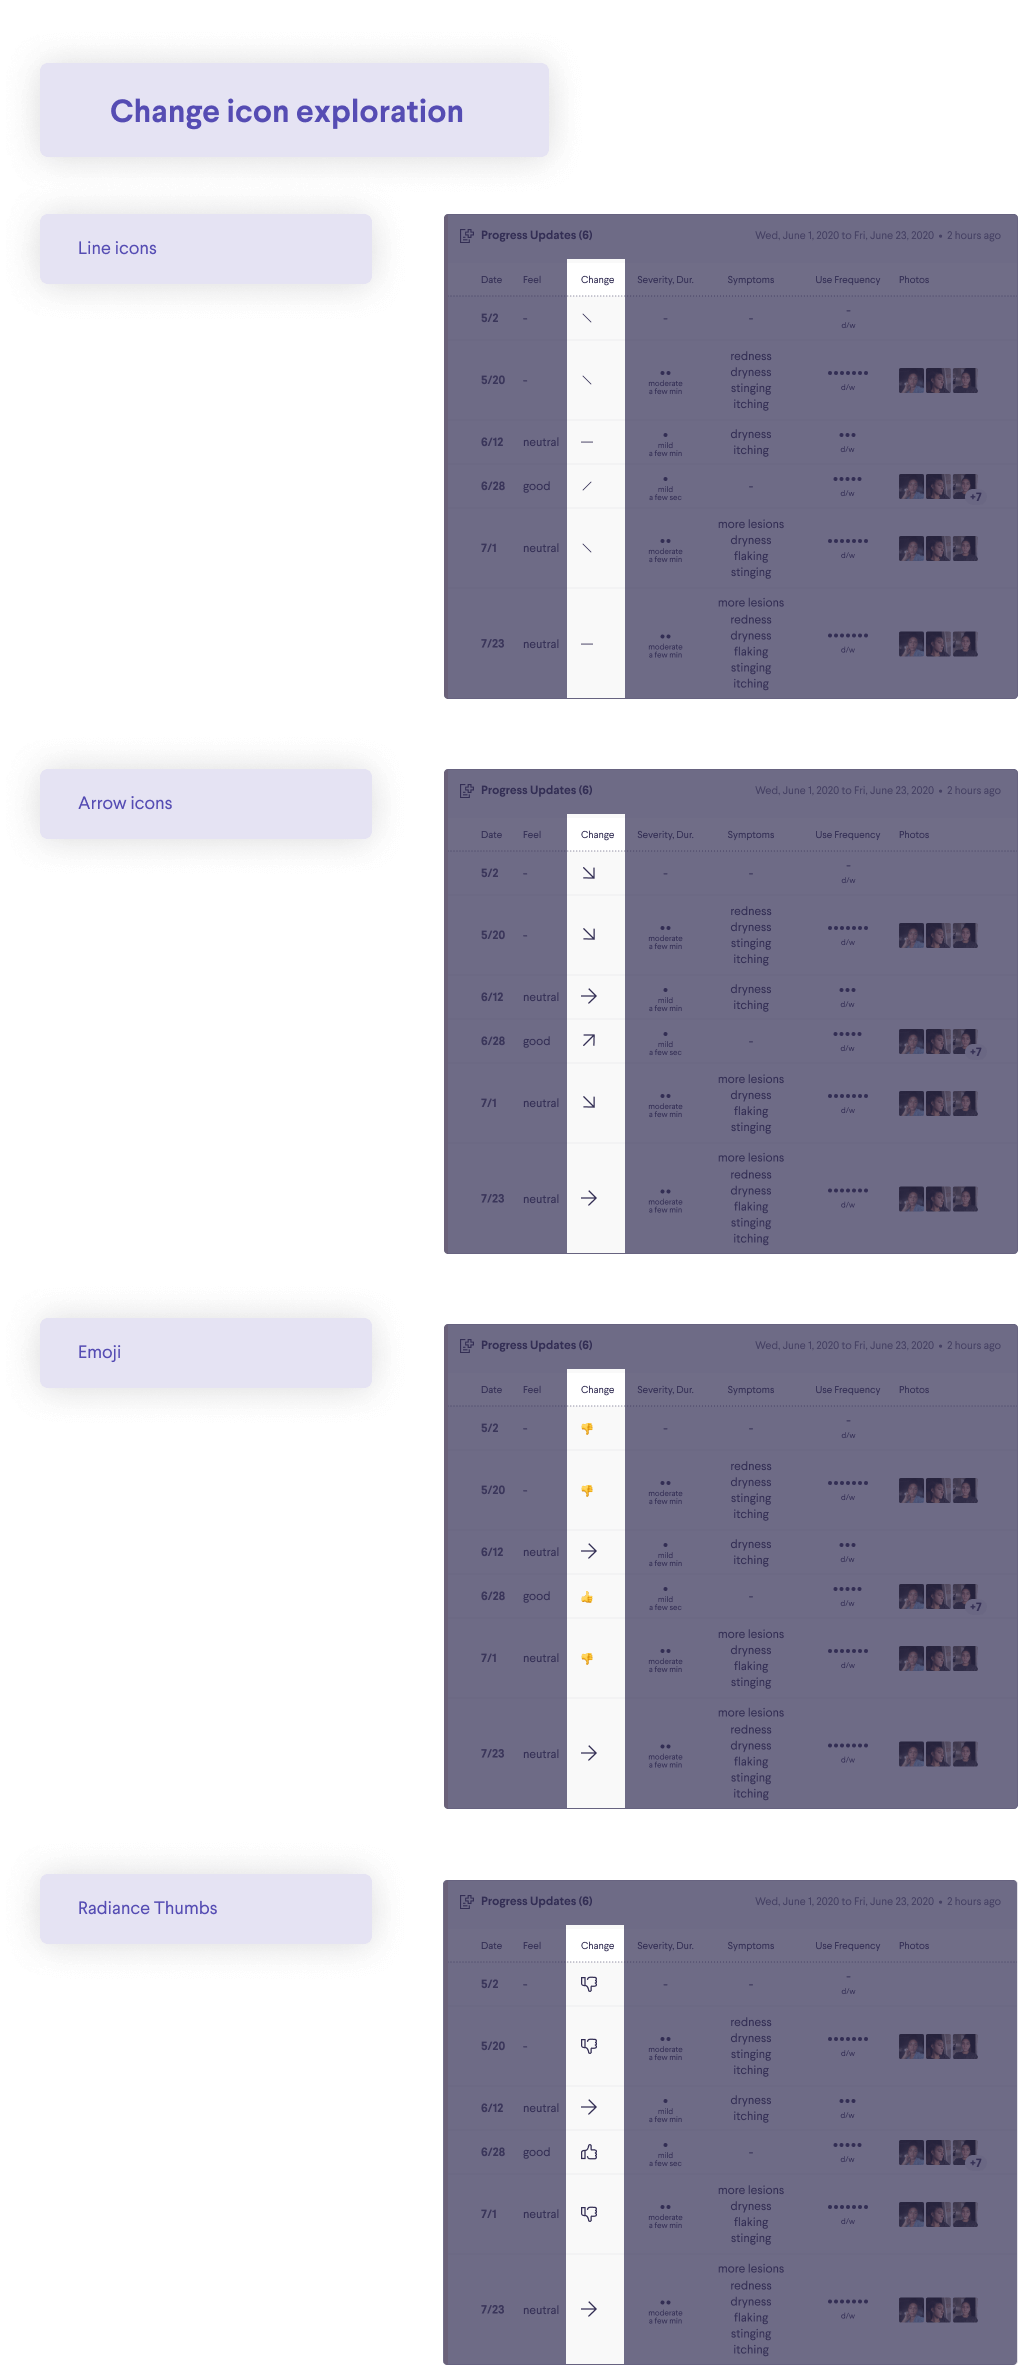 Change icon exploration
Line icons
Progress Updates (6) Wed, June 1, 2020 to Fri, June 23, 2020 • 2 hours ago
Date Feel Change Severity, Dur. Symptoms Use Frequency Photos
5/2 - - - -
d/w
5/20 - moderate
a few min
redness
dryness
stinging
itching
d/w
6/12 neutral mild
a few min
dryness
itching
d/w
6/28 good mild
a few sec
-
d/w
+7
7/1 neutral moderate
a few min
more lesions
dryness
flaking
stinging
d/w
7/23 neutral moderate
a few min
more lesions
redness
dryness
flaking
stinging
itching
d/w
Arrow icons
Progress Updates (6) Wed, June 1, 2020 to Fri, June 23, 2020 • 2 hours ago
Date Feel Change Severity, Dur. Symptoms Use Frequency Photos
5/2 - - - -
d/w
5/20 - moderate
a few min
redness
dryness
stinging
itching
d/w
6/12 neutral mild
a few min
dryness
itching
d/w
6/28 good mild
a few sec
-
d/w
+7
7/1 neutral moderate
a few min
more lesions
dryness
flaking
stinging
d/w
7/23 neutral moderate
a few min
more lesions
redness
dryness
flaking
stinging
itching
d/w
Emoji
Progress Updates (6) Wed, June 1, 2020 to Fri, June 23, 2020 • 2 hours ago
Date Feel Change Severity, Dur. Symptoms Use Frequency Photos
5/2 - - - -
d/w
5/20 - moderate
a few min
redness
dryness
stinging
itching
d/w
6/12 neutral mild
a few min
dryness
itching
d/w
6/28 good mild
a few sec
-
d/w
+7
7/1 neutral moderate
a few min
more lesions
dryness
flaking
stinging
d/w
7/23 neutral moderate
a few min
more lesions
redness
dryness
flaking
stinging
itching
d/w
Radiance Thumbs
Progress Updates (6) Wed, June 1, 2020 to Fri, June 23, 2020 • 2 hours ago
Date Feel Change Severity, Dur. Symptoms Use Frequency Photos
5/2 - - - -
d/w
5/20 - moderate
a few min
redness
dryness
stinging
itching
d/w
6/12 neutral mild
a few min
dryness
itching
d/w
6/28 good mild
a few sec
-
d/w
+7
7/1 neutral moderate
a few min
more lesions
dryness
flaking
stinging
d/w
7/23 neutral moderate
a few min
more lesions
redness
dryness
flaking
stinging
itching
d/w